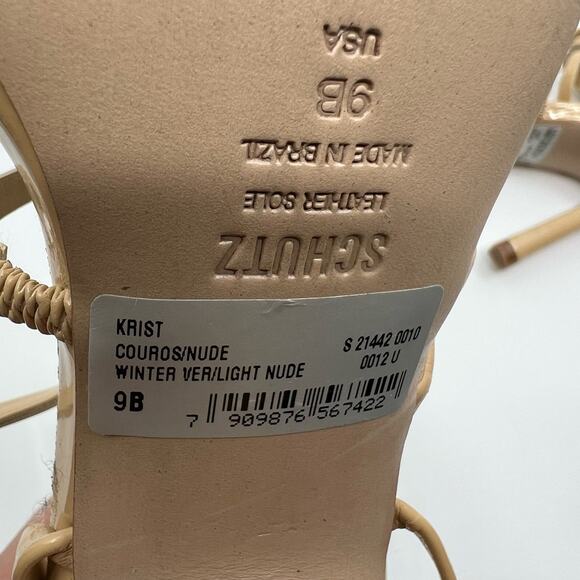 USA
9B
MADE IN BRAZIL
LEATHER SOLE
SCHUTZ
KRIST
COUROS/NUDE
WINTER VER/LIGHT NUDE
9B
S 21442 0010
0012 U
7 909876 567422